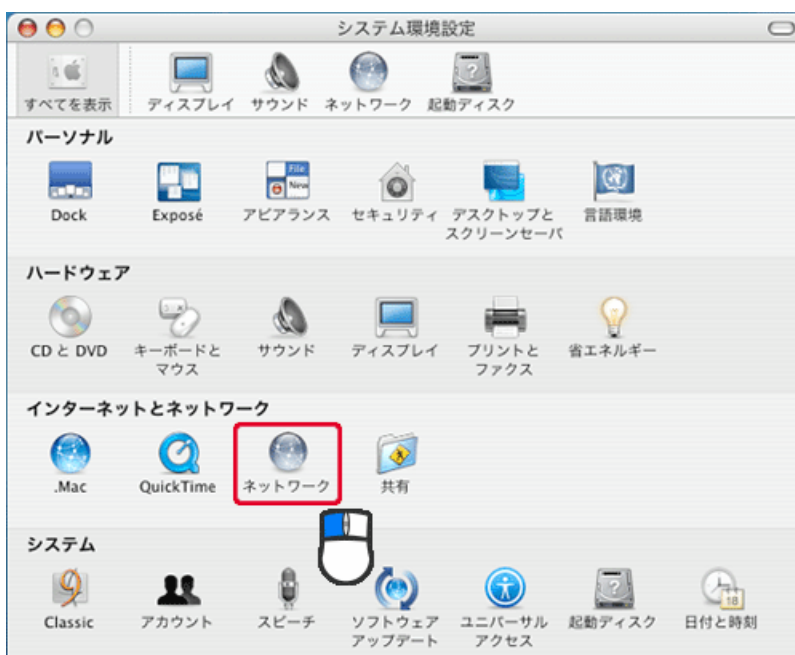 システム環境設定
すべてを表示 ディスプレイ サウンド ネットワーク 起動ディスク
パーソナル
File
New
Dock Exposé アピアランス セキュリティ デスクトップと 言語環境
スクリーンセーバ
ハードウェア
CD と DVD キーボードと サウンド ディスプレイ プリントと 省エネルギー
マウス ファクス
インターネットとネットワーク
.Mac QuickTime ネットワーク 共有
システム
18
Classic アカウント スピーチ ソフトウェア ユニバーサル 起動ディスク 日付と時刻
アップデート アクセス